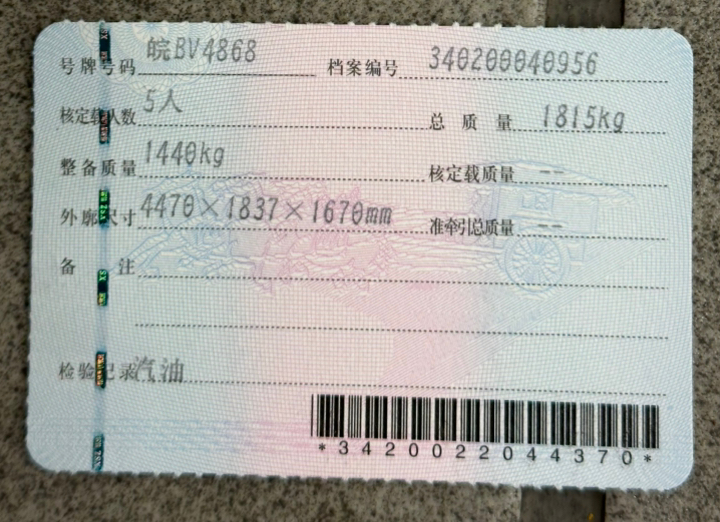 号牌号码 皖BV4868 档案编号 340200040956
核定载人数 5人 总质量 1815kg
整备质量 1440kg 核定载质量 --
外廓尺寸 4470×1837×1670mm 准牵引总质量 --
备注
检验记录 汽油
*3420022044370*